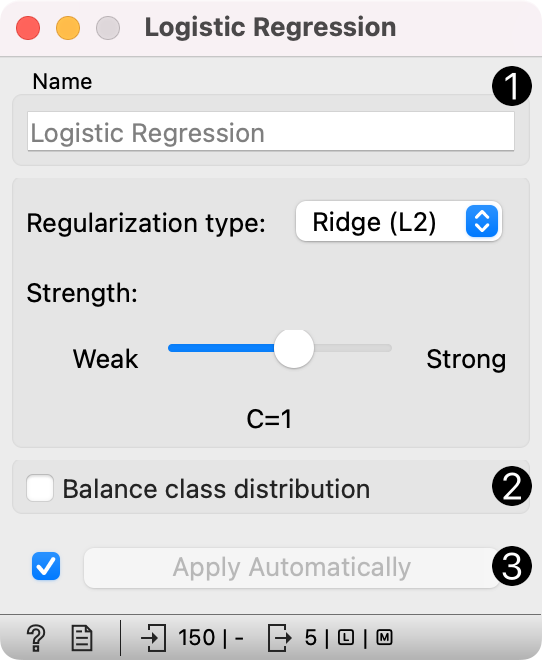 Logistic Regression
Name
1
Logistic Regression
Regularization type: Ridge (L2)
Strength:
Weak Strong
C=1
Balance class distribution 2
Apply Automatically 3
? 150 | - 5 | L | M